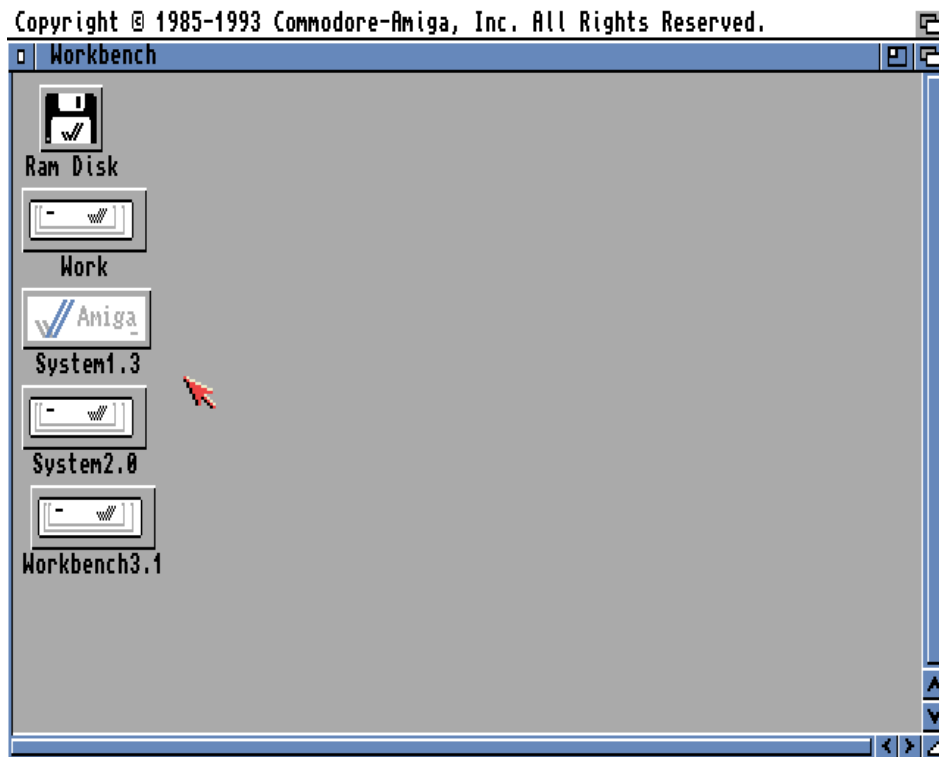 Copyright © 1985-1993 Commodore-Amiga, Inc. All Rights Reserved.
Workbench
Ram Disk
Work
Amiga
System1.3
System2.0
Workbench3.1